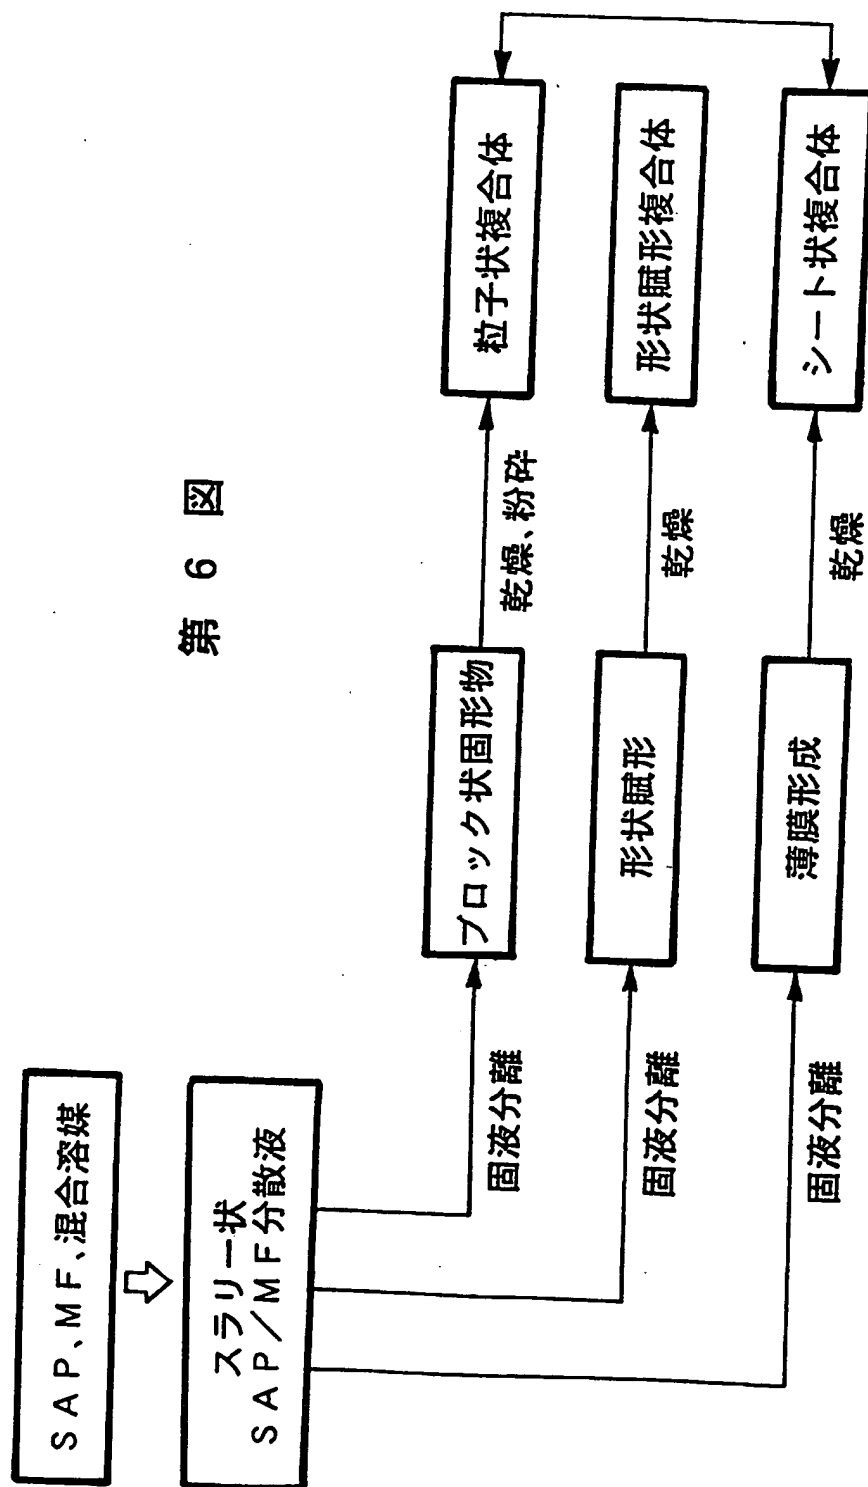 第 6 図
SAP、MF、混合溶媒
スラリー状
SAP/MF分散液
固液分離
ブロック状固形物
乾燥、粉砕
粒子状複合体
固液分離
形状賦形
乾燥
形状賦形複合体
固液分離
薄膜形成
乾燥
シート状複合体